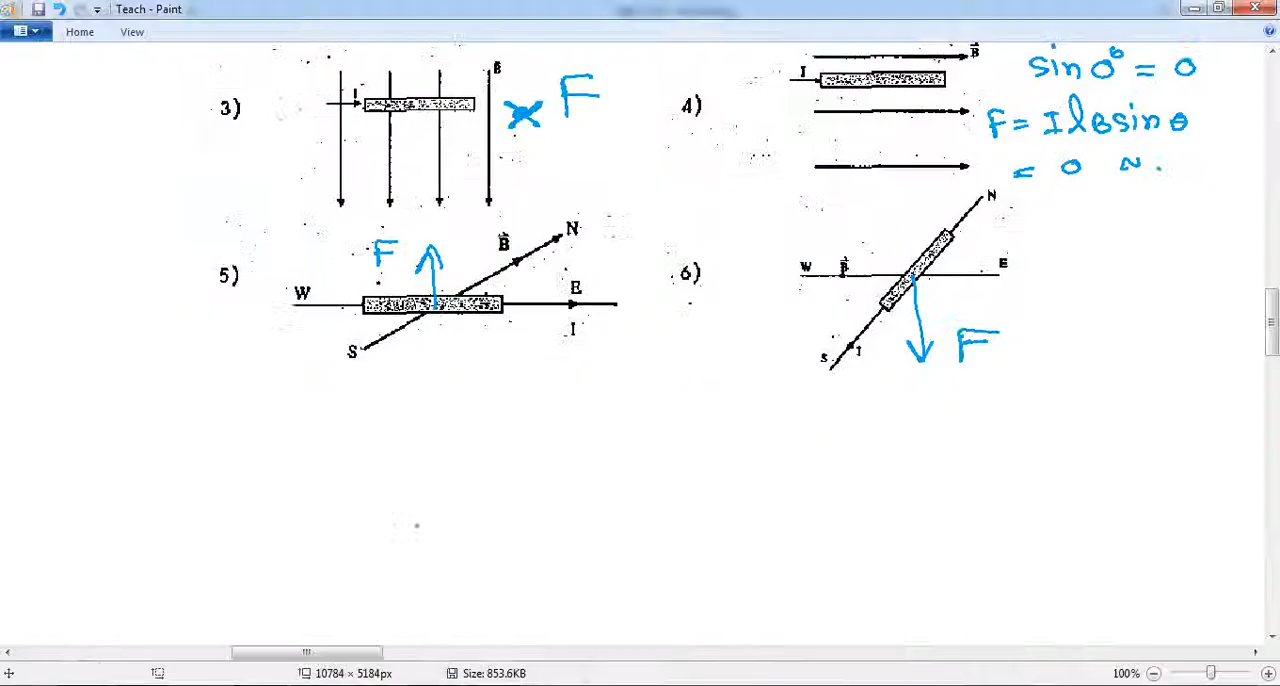 Teach - Paint
Home View
3) I B × F
4) I B
sin 0° = 0
F = I l B sin θ
= 0 N
5) F B N
W E
I
S
6) N
W B E
S I
F
10784 × 5184px Size: 853.6KB 100%